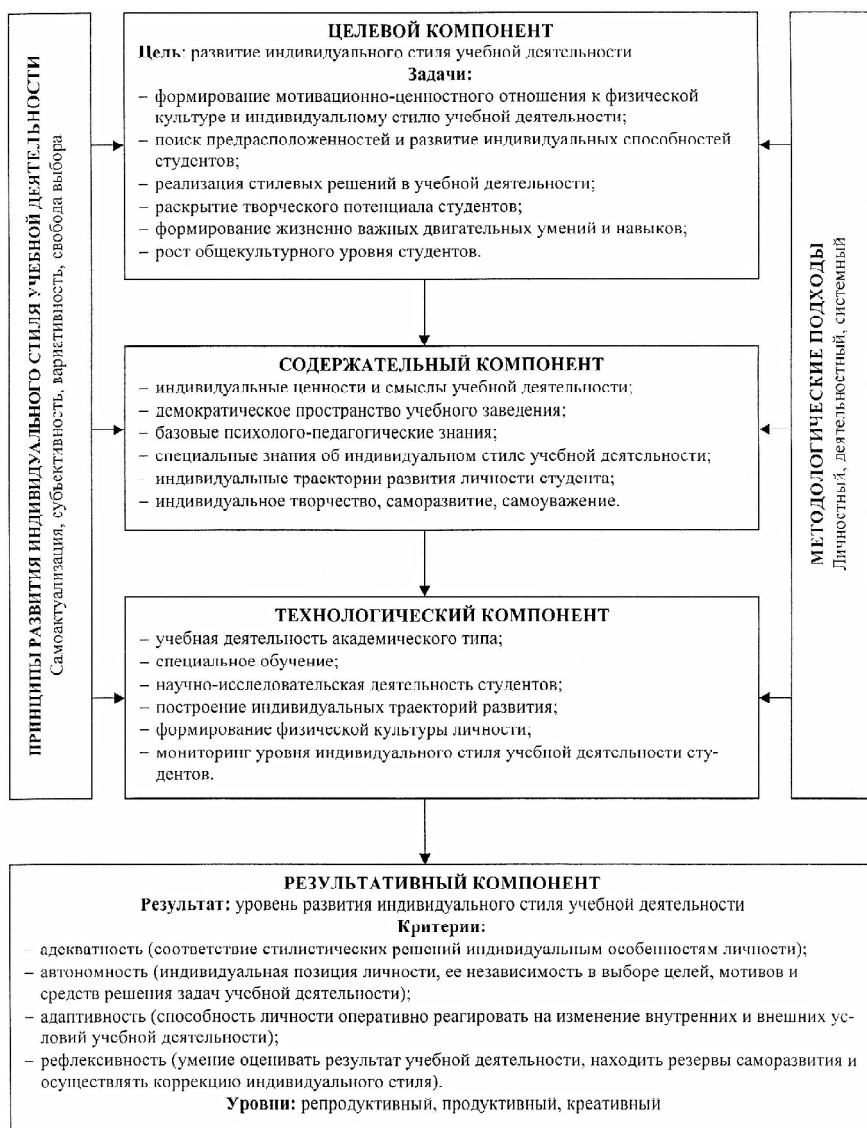 ПРИНЦИПЫ РАЗВИТИЯ ИНДИВИДУАЛЬНОГО СТИЛЯ УЧЕБНОЙ ДЕЯТЕЛЬНОСТИ
Самоактуализация, субъективность, вариативность, свобода выбора
ЦЕЛЕВОЙ КОМПОНЕНТ
Цель: развитие индивидуального стиля учебной деятельности
Задачи:
– формирование мотивационно-ценностного отношения к физической
культуре и индивидуальному стилю учебной деятельности;
– поиск предрасположенностей и развитие индивидуальных способностей
студентов;
– реализация стилевых решений в учебной деятельности;
– раскрытие творческого потенциала студентов;
– формирование жизненно важных двигательных умений и навыков;
– рост общекультурного уровня студентов.
СОДЕРЖАТЕЛЬНЫЙ КОМПОНЕНТ
– индивидуальные ценности и смыслы учебной деятельности;
– демократическое пространство учебного заведения;
– базовые психолого-педагогические знания;
– специальные знания об индивидуальном стиле учебной деятельности;
индивидуальные траектории развития личности студента;
– индивидуальное творчество, саморазвитие, самоуважение.
ТЕХНОЛОГИЧЕСКИЙ КОМПОНЕНТ
– учебная деятельность академического типа;
– специальное обучение;
– научно-исследовательская деятельность студентов;
– построение индивидуальных траекторий развития;
– формирование физической культуры личности;
– мониторинг уровня индивидуального стиля учебной деятельности сту-
дентов.
МЕТОДОЛОГИЧЕСКИЕ ПОДХОДЫ
Личностный, деятельностный, системный
РЕЗУЛЬТАТИВНЫЙ КОМПОНЕНТ
Результат: уровень развития индивидуального стиля учебной деятельности
Критерии:
– адекватность (соответствие стилистических решений индивидуальным особенностям личности);
– автономность (индивидуальная позиция личности, ее независимость в выборе целей, мотивов и
средств решения задач учебной деятельности);
– адаптивность (способность личности оперативно реагировать на изменение внутренних и внешних ус-
ловий учебной деятельности);
– рефлексивность (умение оценивать результат учебной деятельности, находить резервы саморазвития и
осуществлять коррекцию индивидуального стиля).
Уровни: репродуктивный, продуктивный, креативный